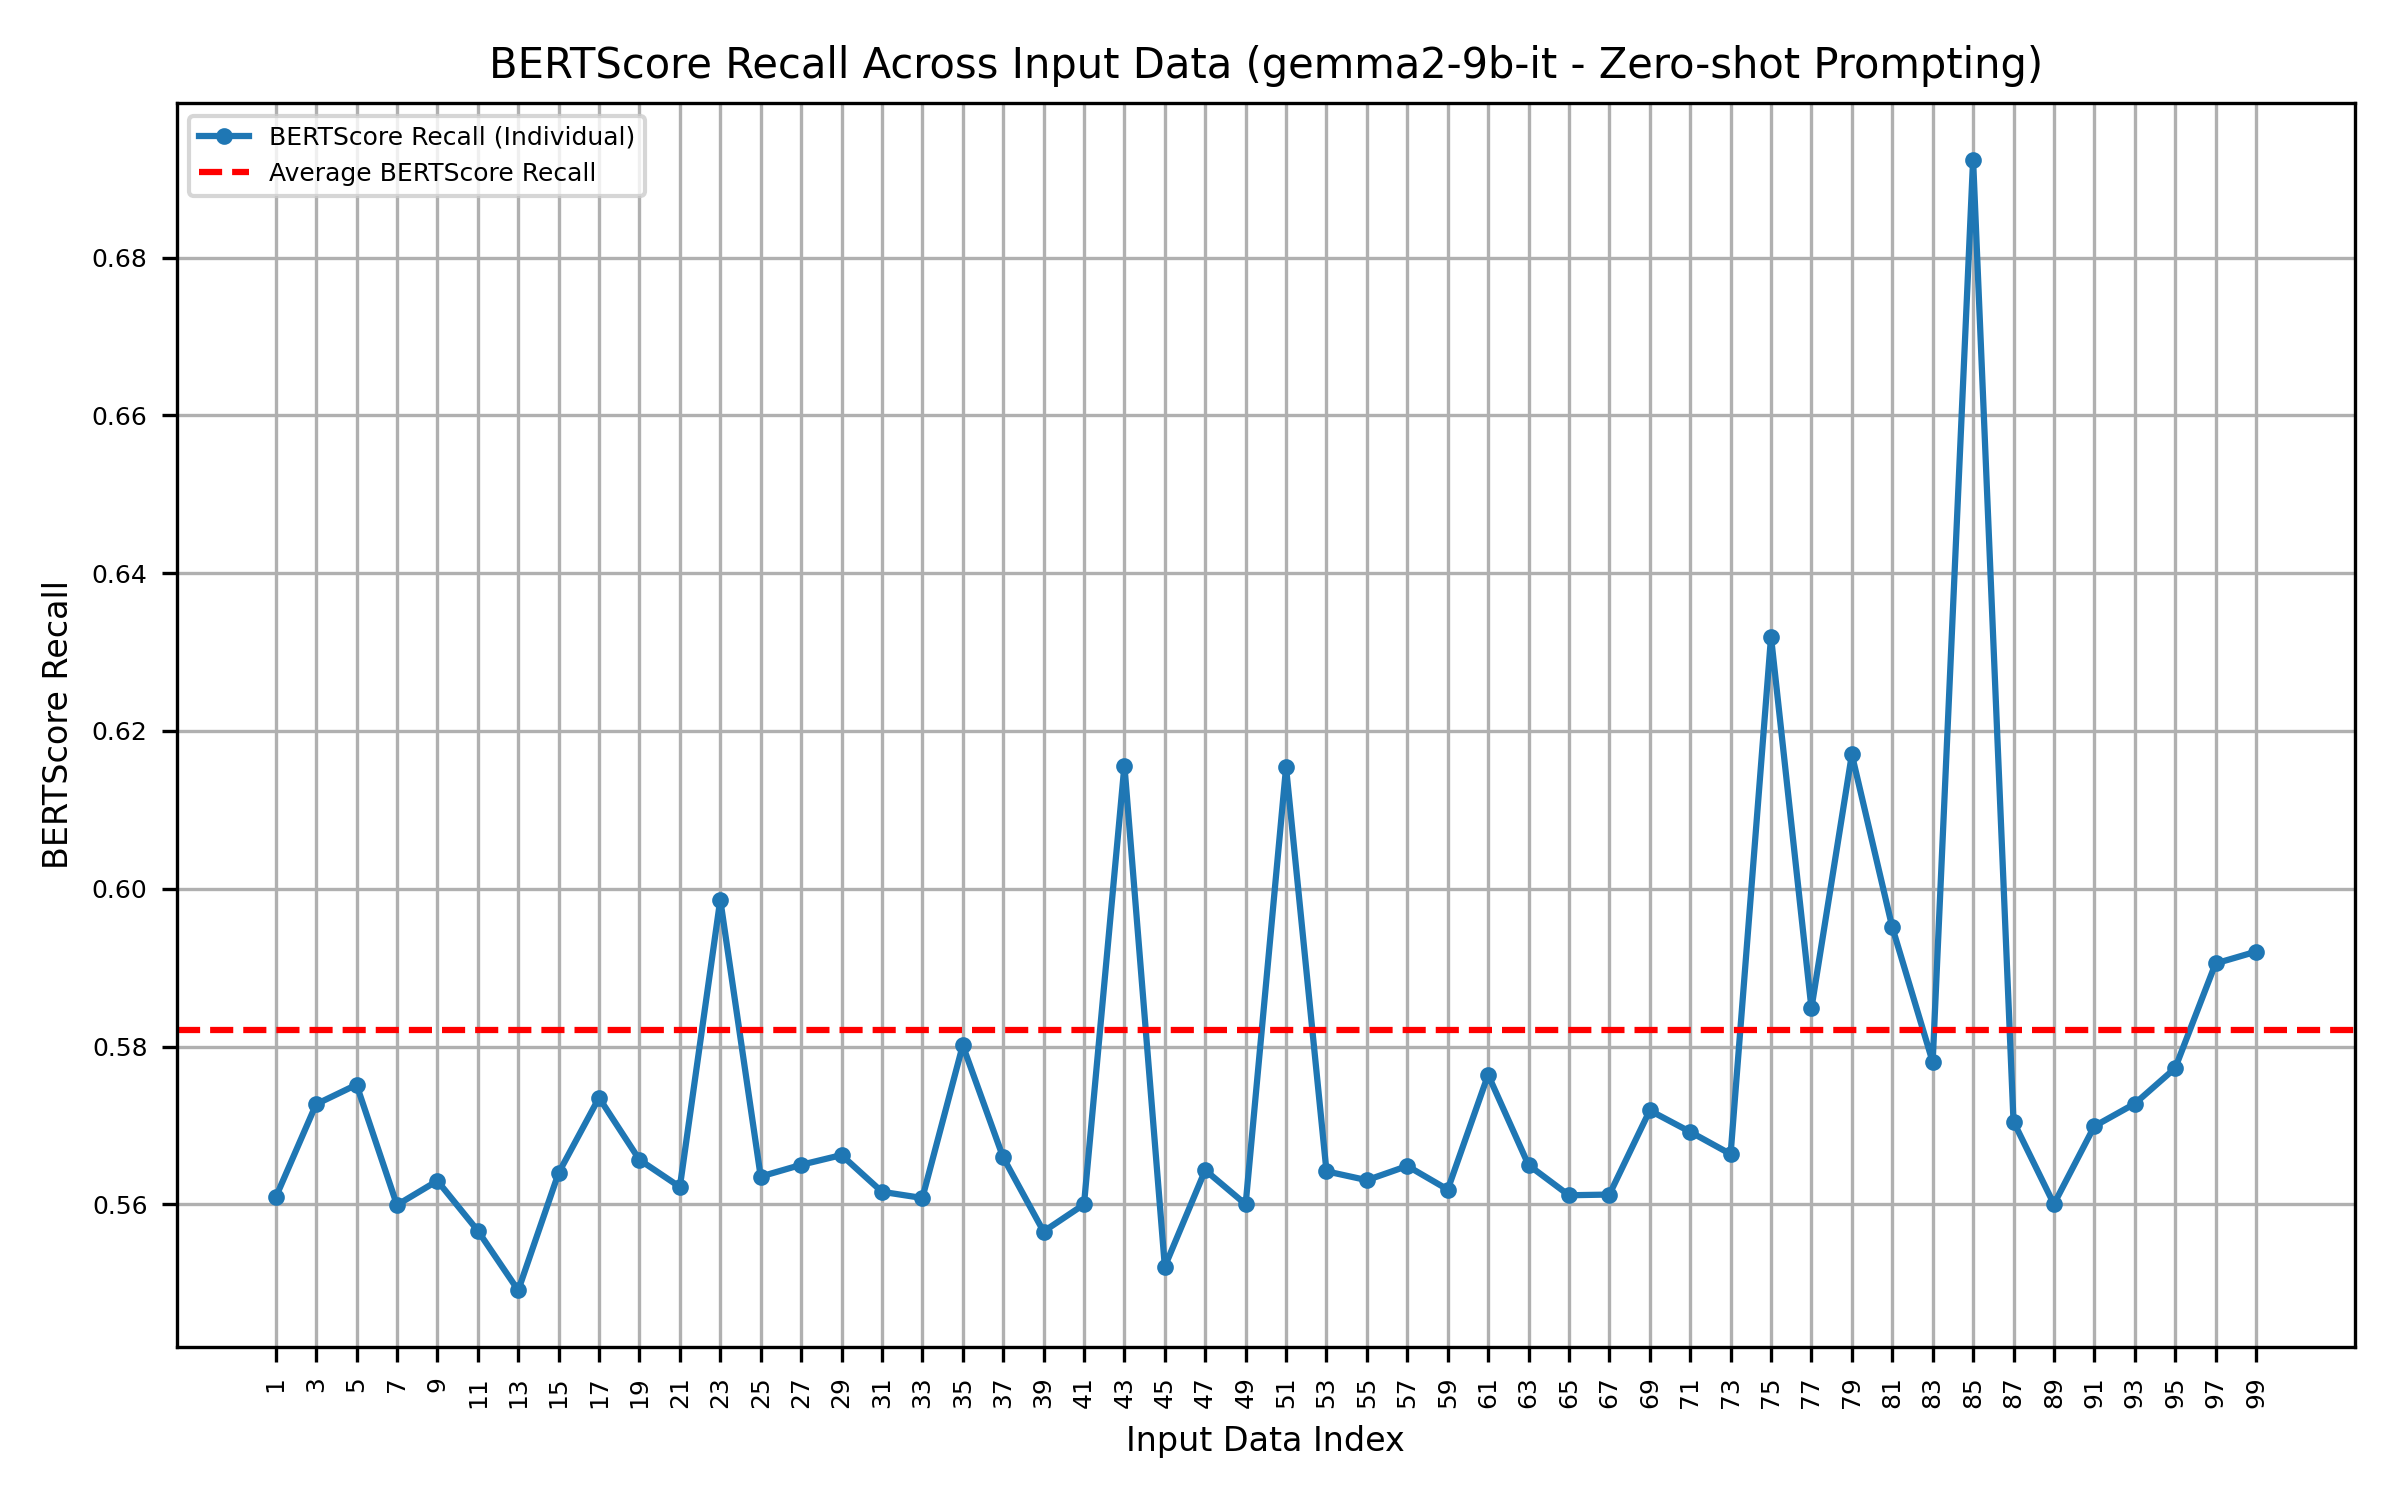 BERTScore Recall Across Input Data (gemma2-9b-it - Zero-shot Prompting)
BERTScore Recall (Individual)
Average BERTScore Recall
0.68
0.66
0.64
0.62
0.60
0.58
0.56
BERTScore Recall
1 3 5 7 9 11 13 15 17 19 21 23 25 27 29 31 33 35 37 39 41 43 45 47 49 51 53 55 57 59 61 63 65 67 69 71 73 75 77 79 81 83 85 87 89 91 93 95 97 99
Input Data Index